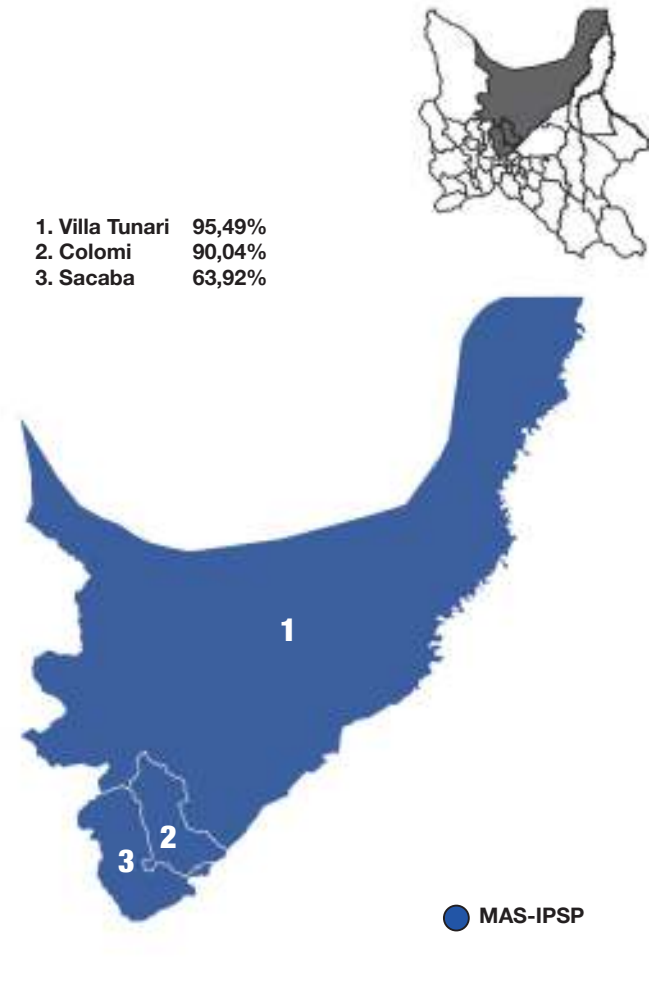 1. Villa Tunari 95,49%
2. Colomi 90,04%
3. Sacaba 63,92%
1
2
3
MAS-IPSP